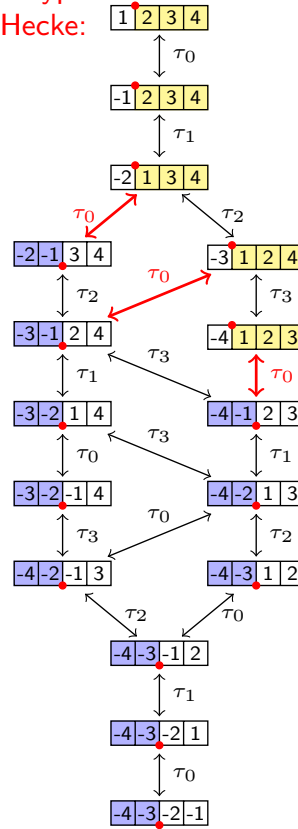 Hecke:
1 2 3 4
τ0
-1 2 3 4
τ1
-2 1 3 4
τ0 τ2
-2 -1 3 4 -3 1 2 4
τ0
τ2 τ3
-3 -1 2 4 -4 1 2 3
τ1 τ3 τ0
-3 -2 1 4 -4 -1 2 3
τ0 τ3 τ1
-3 -2 -1 4 -4 -2 1 3
τ3 τ0 τ2
-4 -2 -1 3 -4 -3 1 2
τ2 τ0
-4 -3 -1 2
τ1
-4 -3 -2 1
τ0
-4 -3 -2 -1